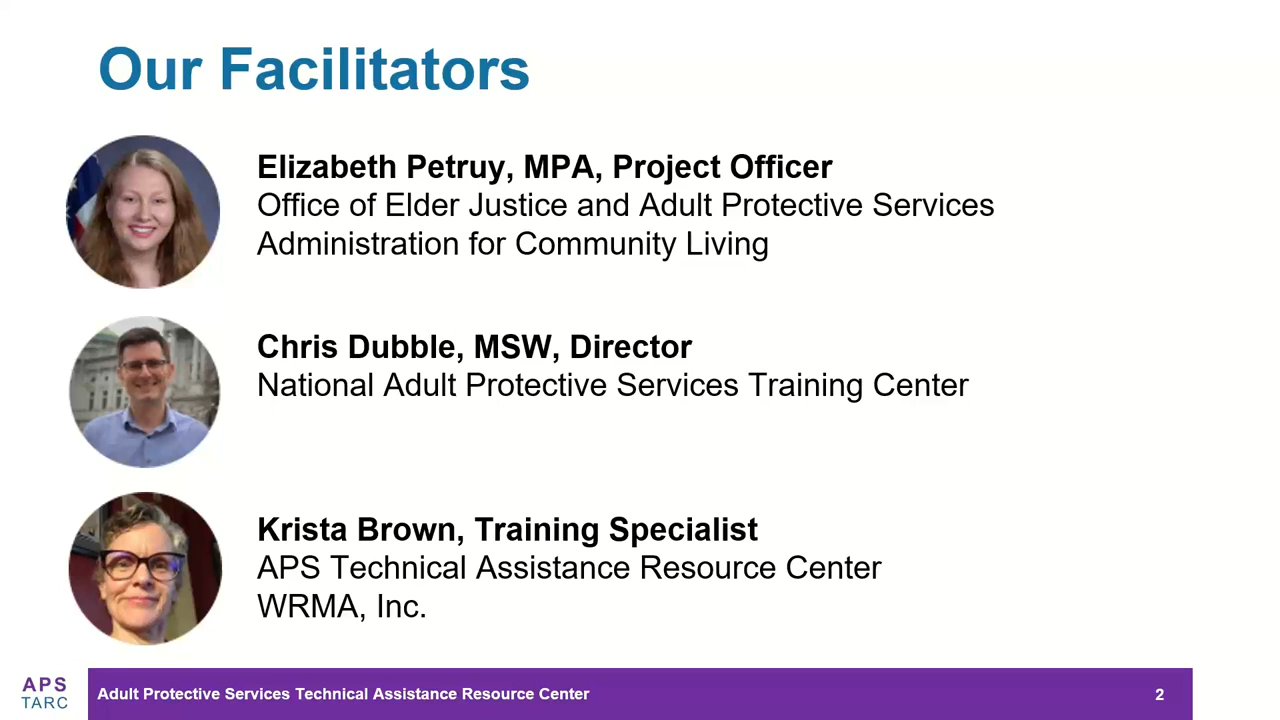 Our Facilitators
Elizabeth Petruy, MPA, Project Officer
Office of Elder Justice and Adult Protective Services
Administration for Community Living
Chris Dubble, MSW, Director
National Adult Protective Services Training Center
Krista Brown, Training Specialist
APS Technical Assistance Resource Center
WRMA, Inc.
APS
TARC
Adult Protective Services Technical Assistance Resource Center
2